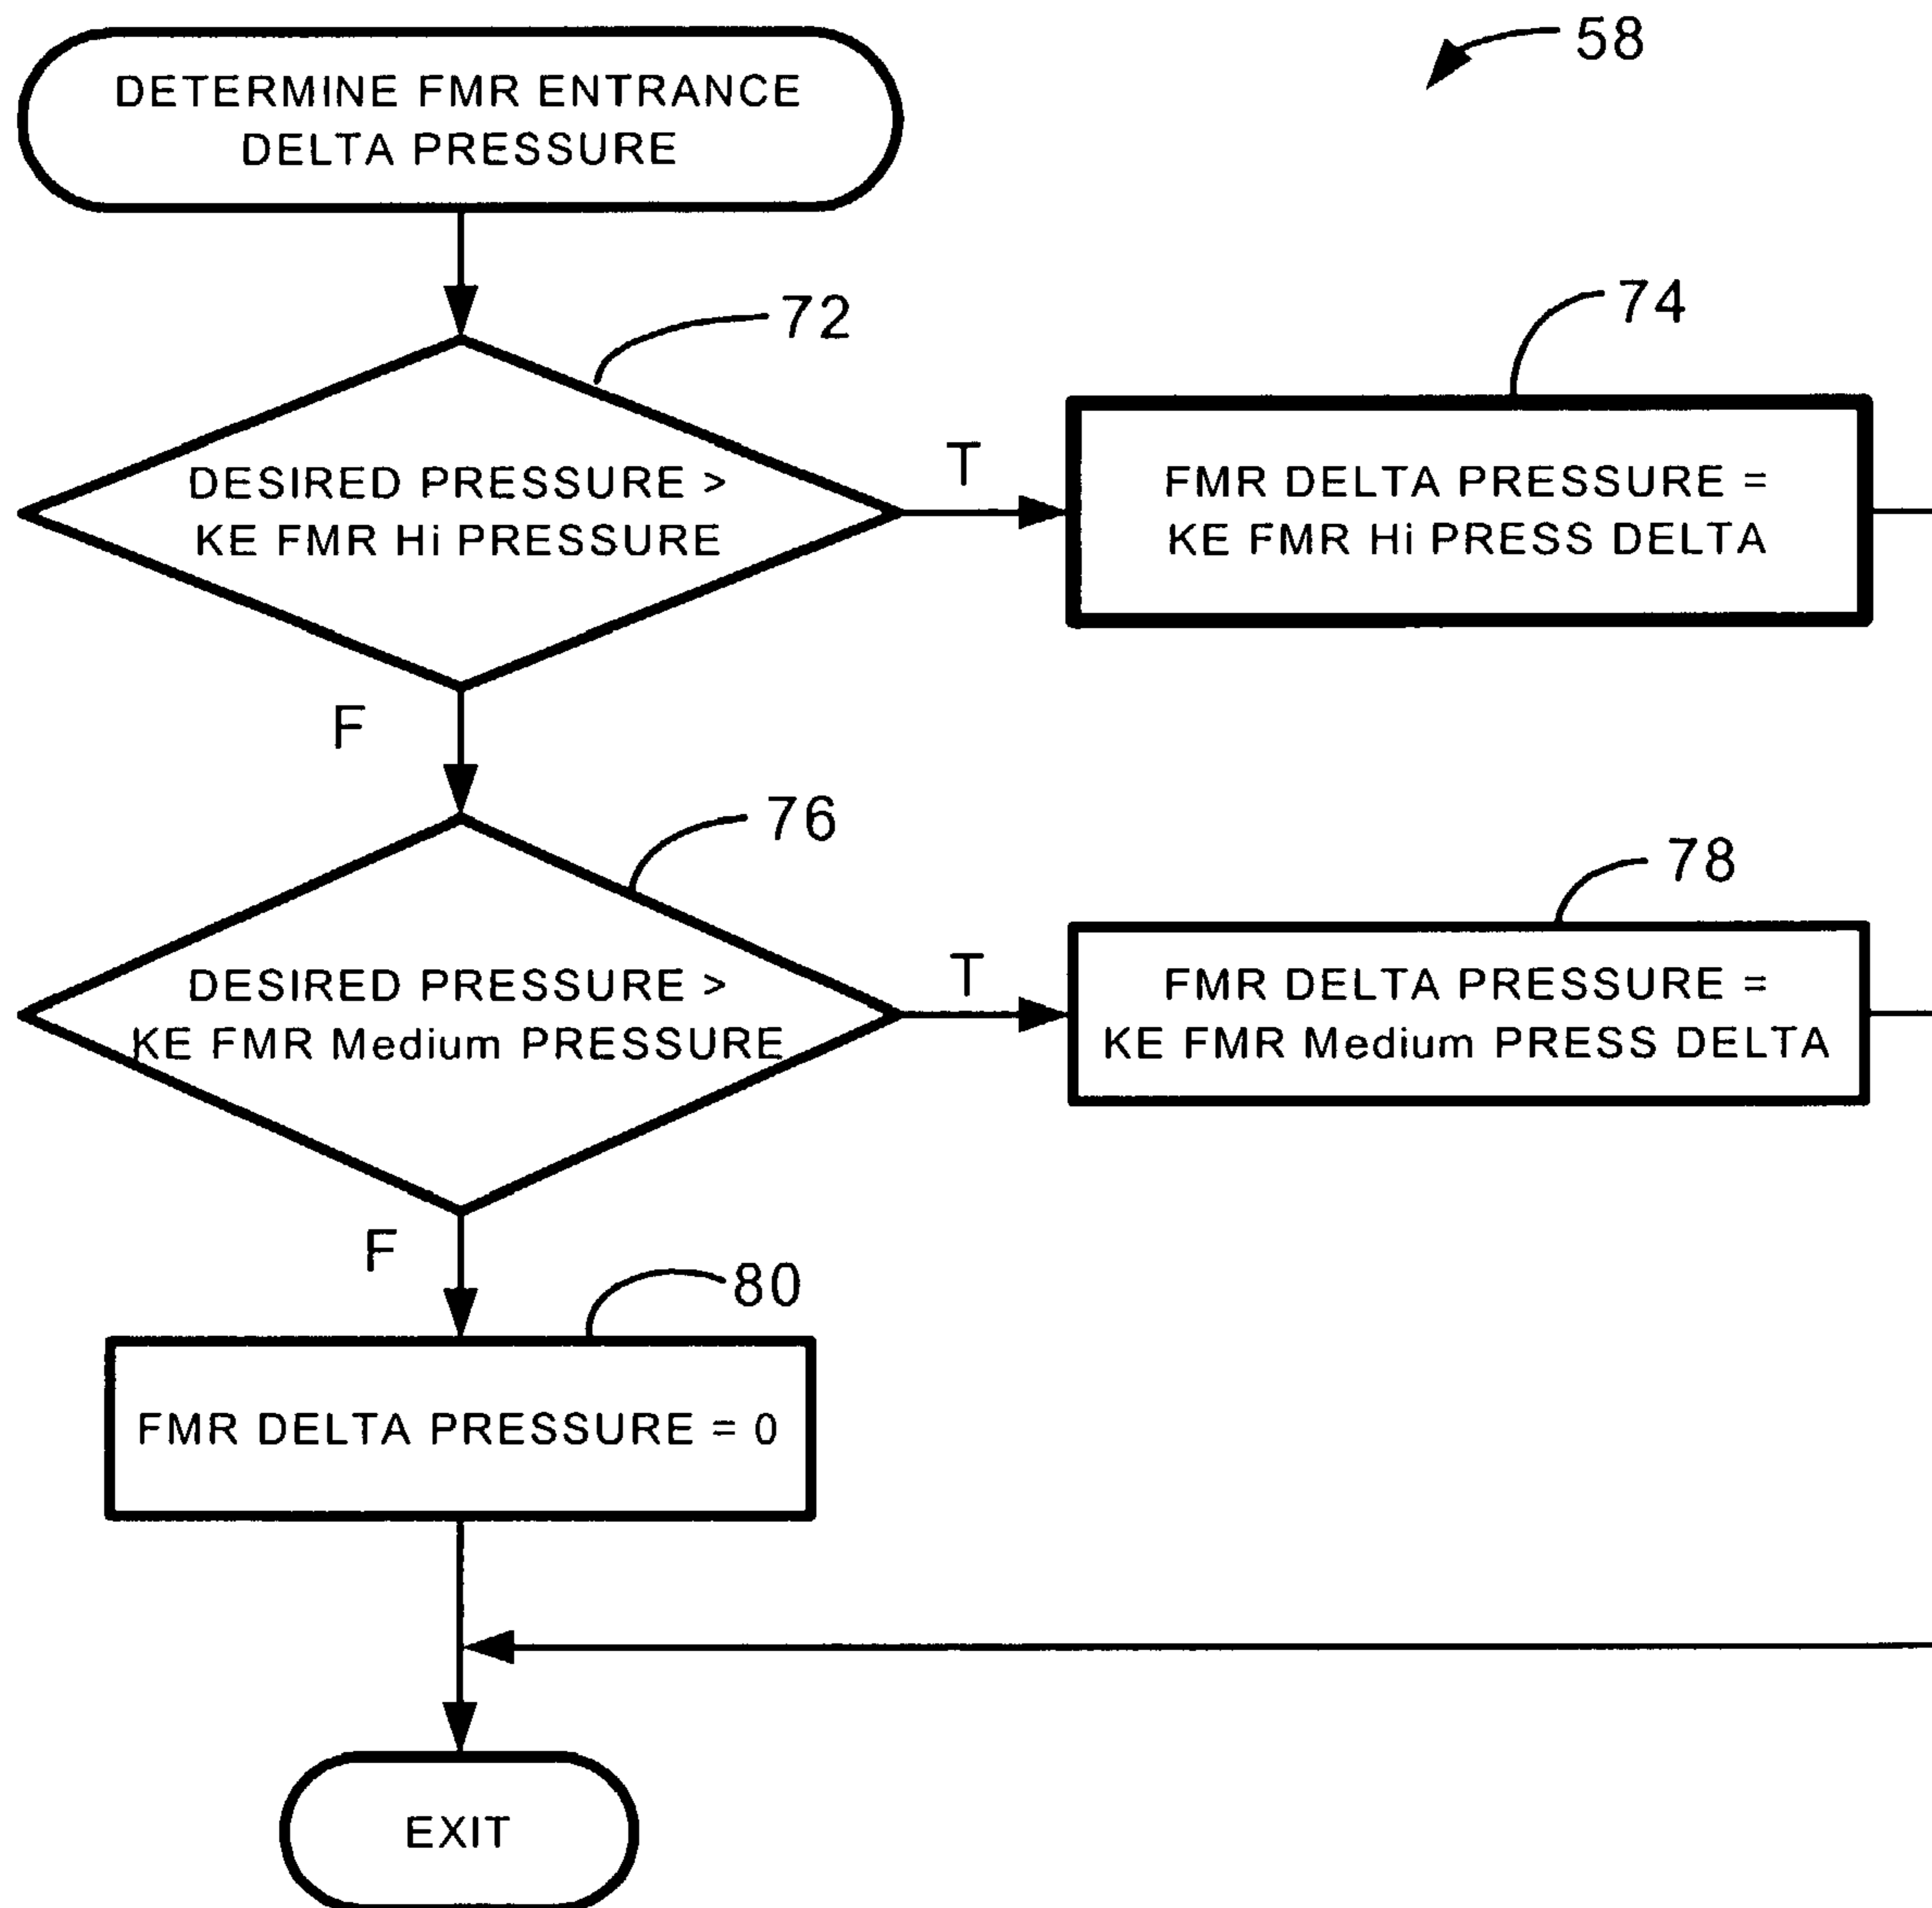 58
DETERMINE FMR ENTRANCE
DELTA PRESSURE
72
74
DESIRED PRESSURE >
KE FMR Hi PRESSURE
T
FMR DELTA PRESSURE =
KE FMR Hi PRESS DELTA
F
76
78
DESIRED PRESSURE >
KE FMR Medium PRESSURE
T
FMR DELTA PRESSURE =
KE FMR Medium PRESS DELTA
F
80
FMR DELTA PRESSURE = 0
EXIT